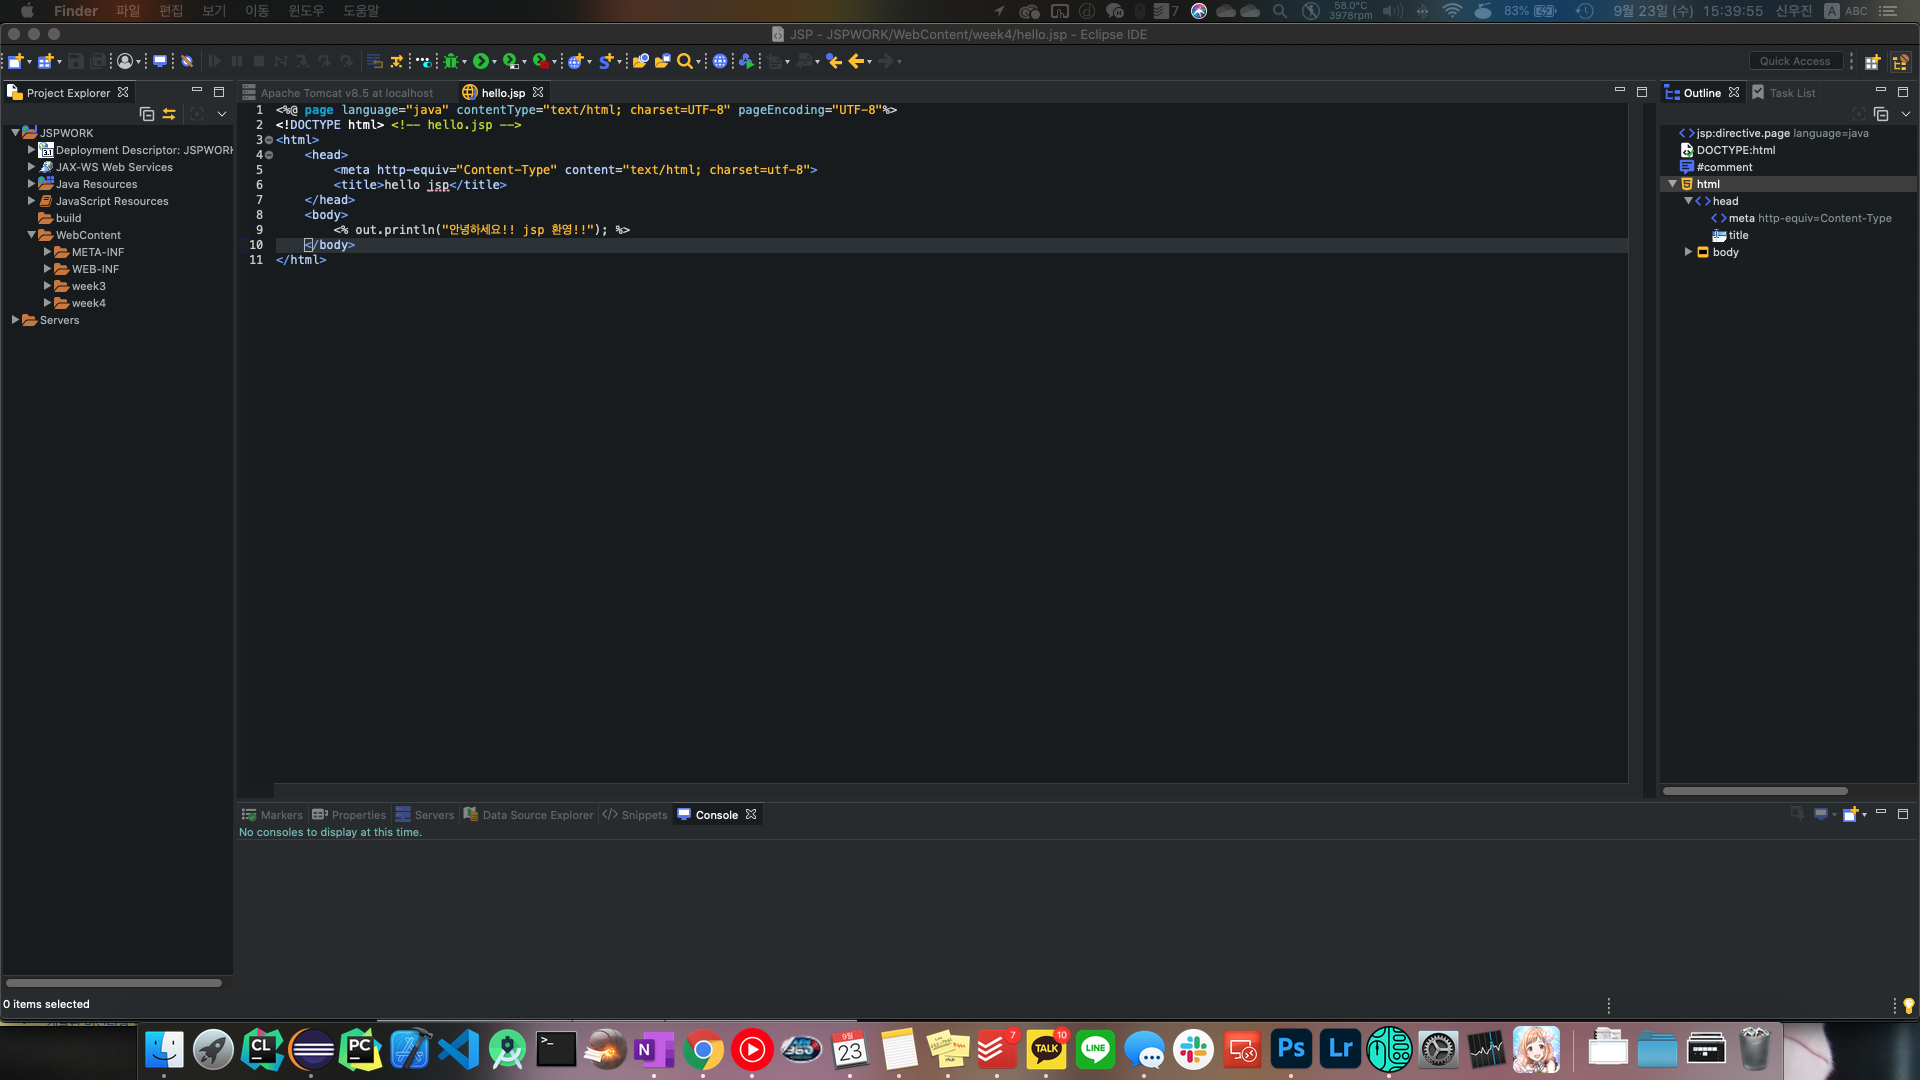 Finder 파일 편집 보기 이동 윈도우 도움말 7 58.0°C 3978rpm 83% 9월 23일 (수) 15:39:55 신우진 A ABC
JSP - JSPWORK/WebContent/week4/hello.jsp - Eclipse IDE
Quick Access
Project Explorer
Apache Tomcat v8.5 at localhost
hello.jsp
Outline
Task List
JSPWORK
Deployment Descriptor: JSPWORK
JAX-WS Web Services
Java Resources
JavaScript Resources
build
WebContent
META-INF
WEB-INF
week3
week4
Servers
1 <%@ page language="java" contentType="text/html; charset=UTF-8" pageEncoding="UTF-8"%>
2 <!DOCTYPE html> <!-- hello.jsp -->
3 <html>
4 <head>
5 <meta http-equiv="Content-Type" content="text/html; charset=utf-8">
6 <title>hello jsp</title>
7 </head>
8 <body>
9 <% out.println("안녕하세요!! jsp 환영!!"); %>
10 </body>
11 </html>
jsp:directive.page language=java
DOCTYPE:html
#comment
html
head
meta http-equiv=Content-Type
title
body
Markers
Properties
Servers
Data Source Explorer
Snippets
Console
No consoles to display at this time.
0 items selected
CL
PC
N
9월
23
7
TALK 10
LINE
Ps
Lr